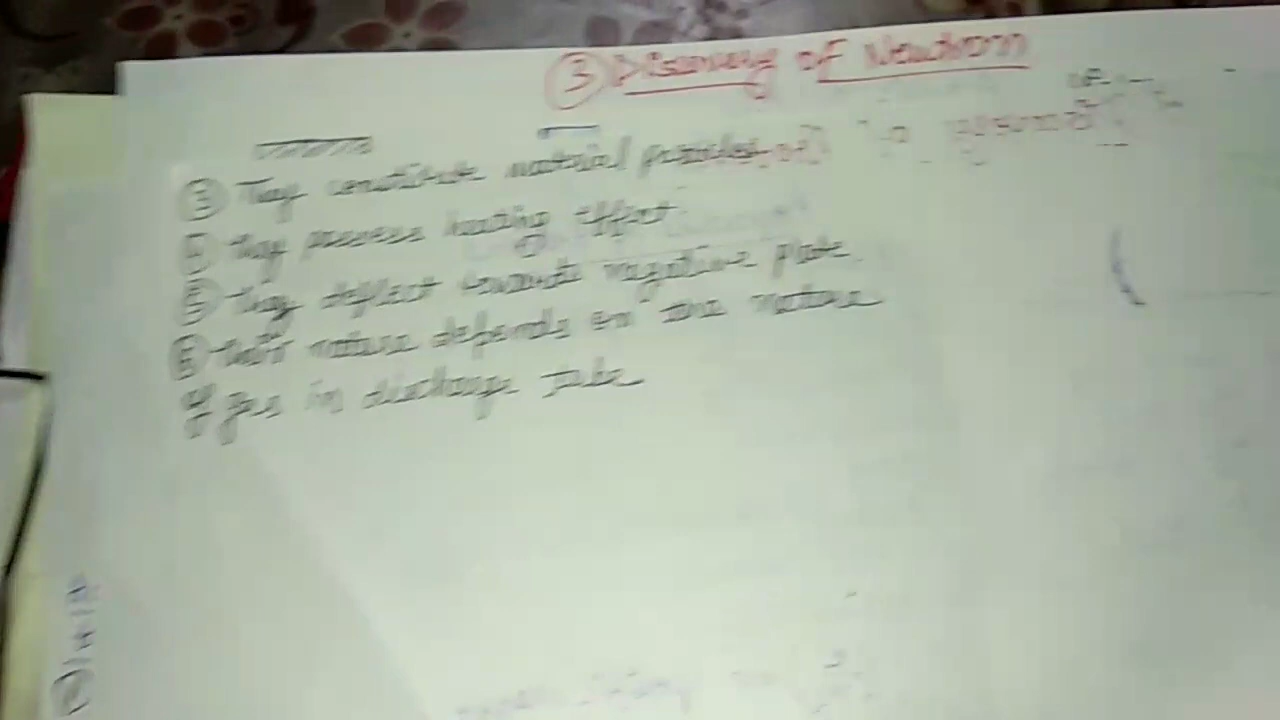 ③ Discovery of Neutron
③ They constitute material particles
④ They possess heating effect
⑤ They deflect towards negative plate.
⑥ their nature depends on the nature
of gas in discharge tube